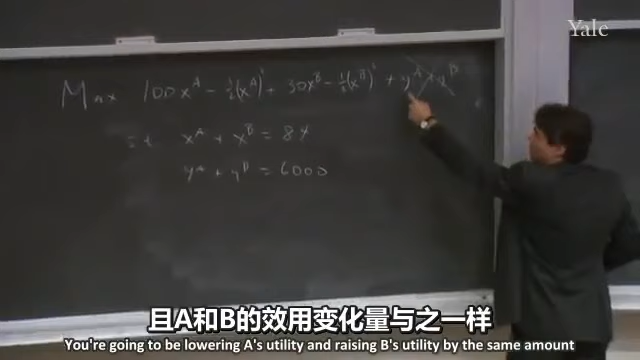 Yale
Max 100x^A - ½(x^A)² + 30x^B - ½(x^B)² + y^A + y^B
s.t. x^A + x^B = 84
y^A + y^B = 6000
且A和B的效用变化量与之一样
You're going to be lowering A's utility and raising B's utility by the same amount